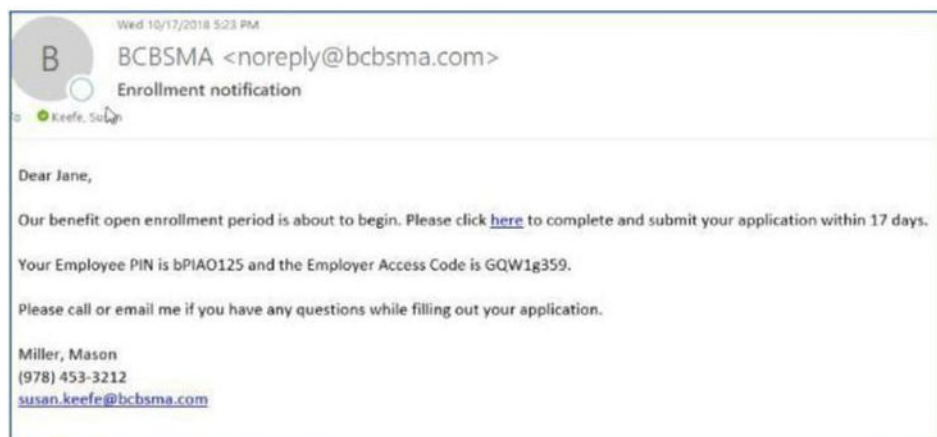 Wed 10/17/2018 5:23 PM
B
BCBSMA <noreply@bcbsma.com>
Enrollment notification
Keefe,
Dear Jane,
Our benefit open enrollment period is about to begin. Please click here to complete and submit your application within 17 days.
Your Employee PIN is bPIAO125 and the Employer Access Code is GQW1g359.
Please call or email me if you have any questions while filling out your application.
Miller, Mason
(978) 453-3212
susan.keefe@bcbsma.com